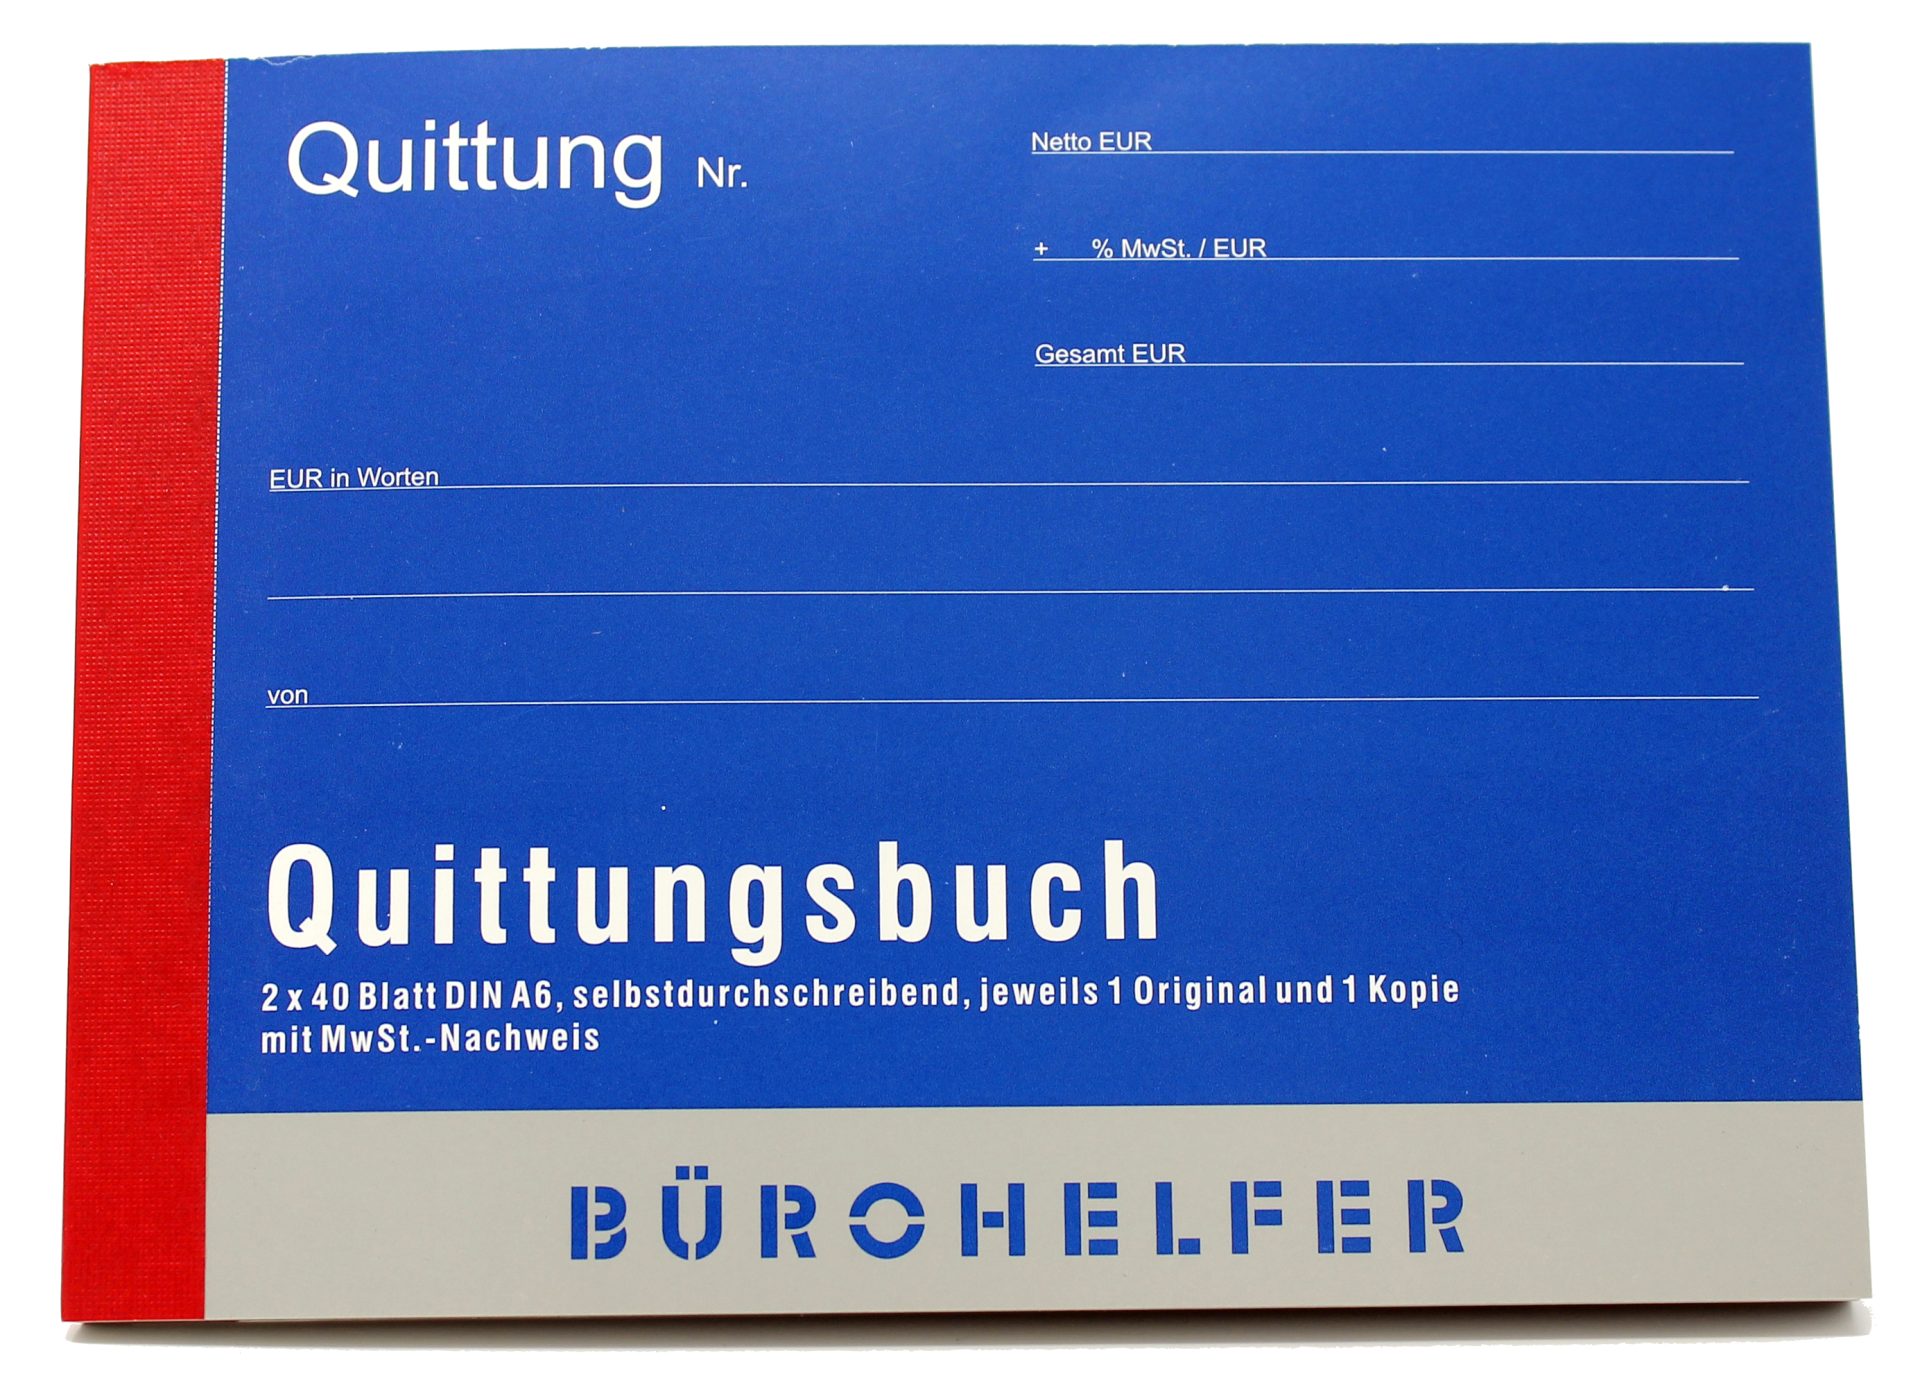 Quittung Nr.
Netto EUR
+ % MwSt. / EUR
Gesamt EUR
EUR in Worten
von
Quittungsbuch
2 x 40 Blatt DIN A6, selbstdurchschreibend, jeweils 1 Original und 1 Kopie
mit MwSt.-Nachweis
BÜROHELFER